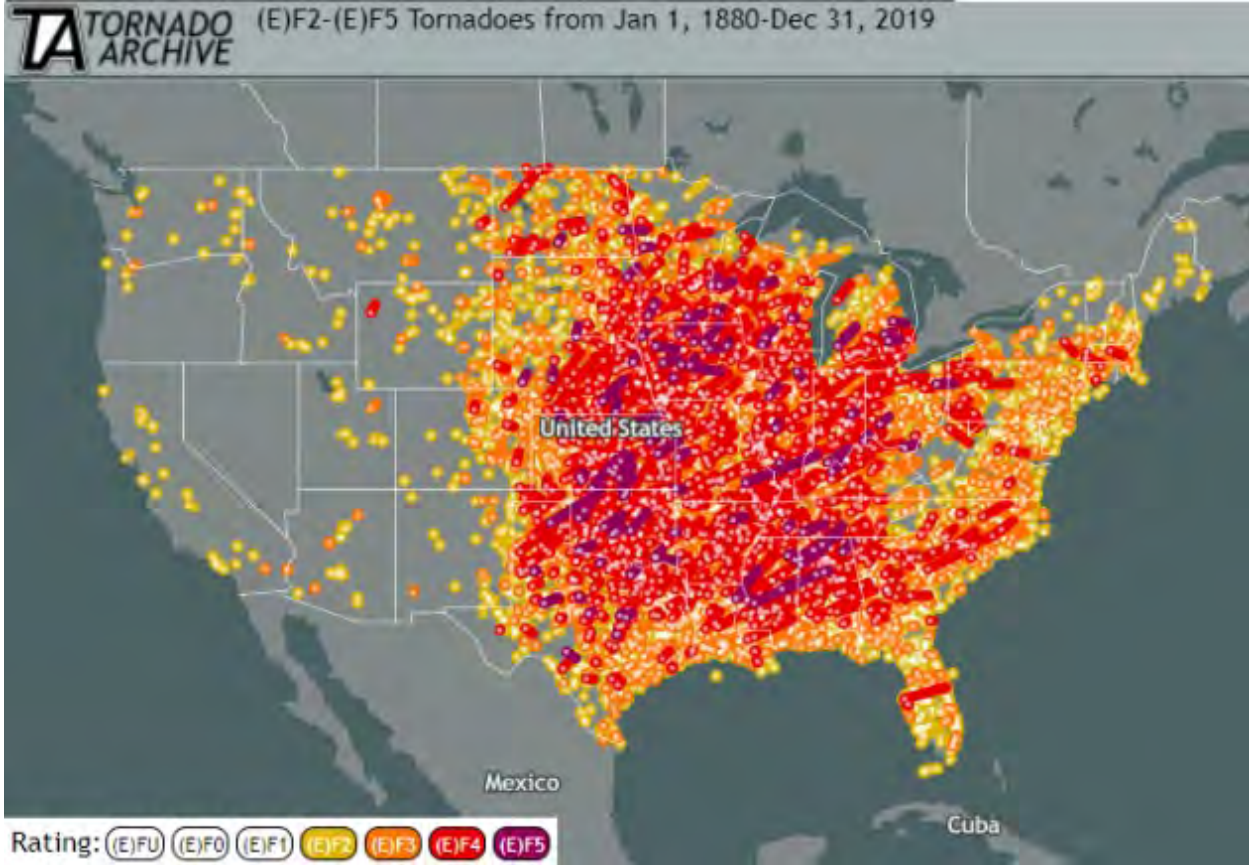 TA TORNADO ARCHIVE
(E)F2-(E)F5 Tornadoes from Jan 1, 1880-Dec 31, 2019
United States
Mexico
Cuba
Rating: (E)FU (E)F0 (E)F1 (E)F2 (E)F3 (E)F4 (E)F5